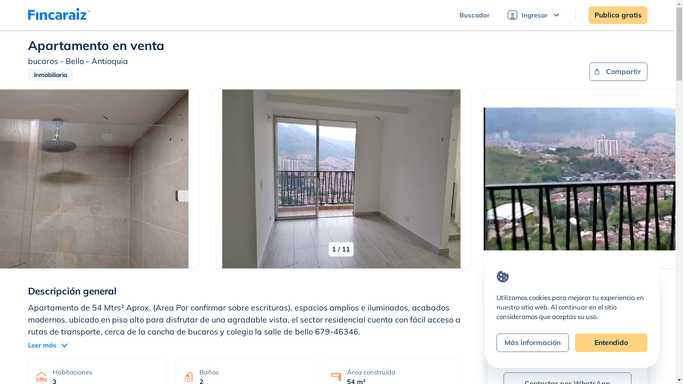 Fincaraiz
Buscador
Ingresar
Publica gratis
Apartamento en venta
bucaros - Bello - Antioquia
Inmobiliaria
Compartir
1 / 11
Descripción general
Apartamento de 54 Mtrs² Aprox. (Area Por confirmar sobre escrituras), espacios amplios e iluminados, acabados
modernos, ubicado en piso alto para disfrutar de una agradable vista, el sector residencial cuenta con fácil acceso a
rutas de transporte, cerca de la cancha de bucaros y colegio la salle de bello 679-46346.
Leer más
Habitaciones
3
Baños
2
Área construida
54 m²
Utilizamos cookies para mejorar tu experiencia en
nuestro sitio web. Al continuar en el sitio
consideramos que aceptas su uso.
Más información
Entendido
Contactar por WhatsApp